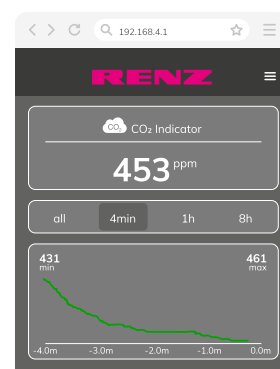 192.168.4.1
RENZ
CO₂ CO₂ Indicator
453 ppm
all 4min 1h 8h
431 461
min max
-4.0m -3.0m -2.0m -1.0m 0.0m